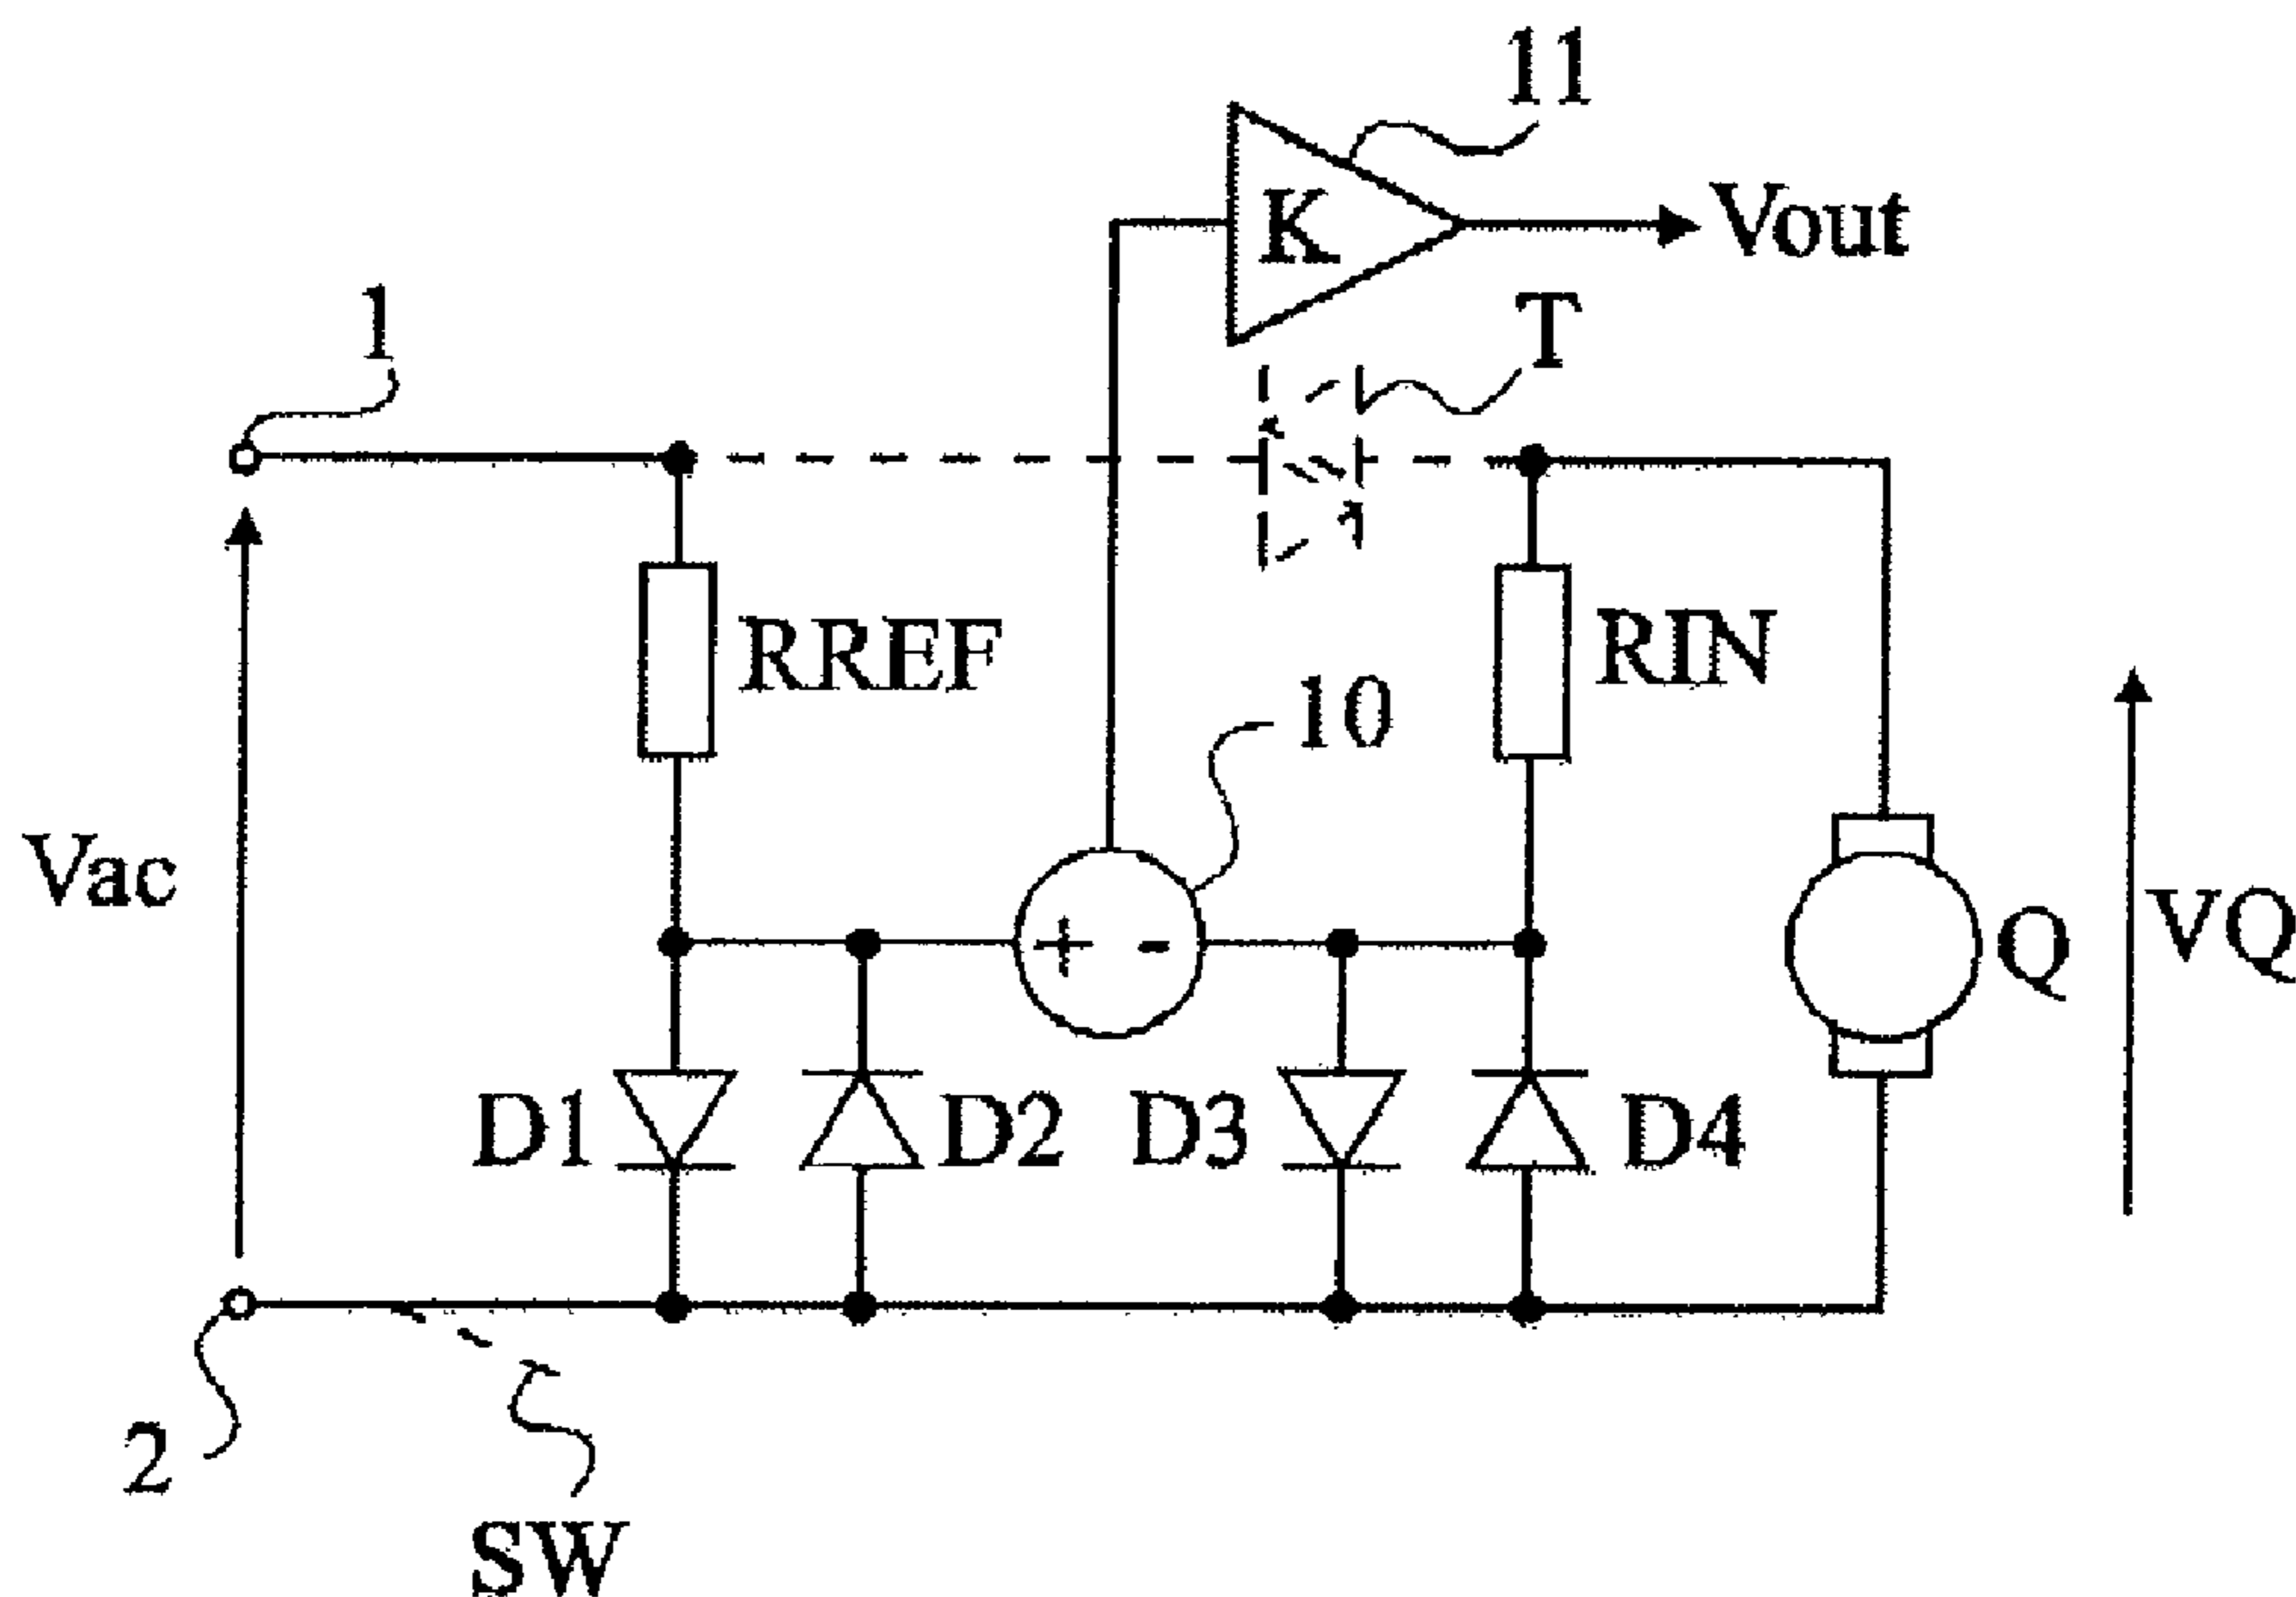 11
K
Vout
1
T
RREF
RIN
10
Vac
+ -
Q
VQ
D1
D2
D3
D4
2
SW